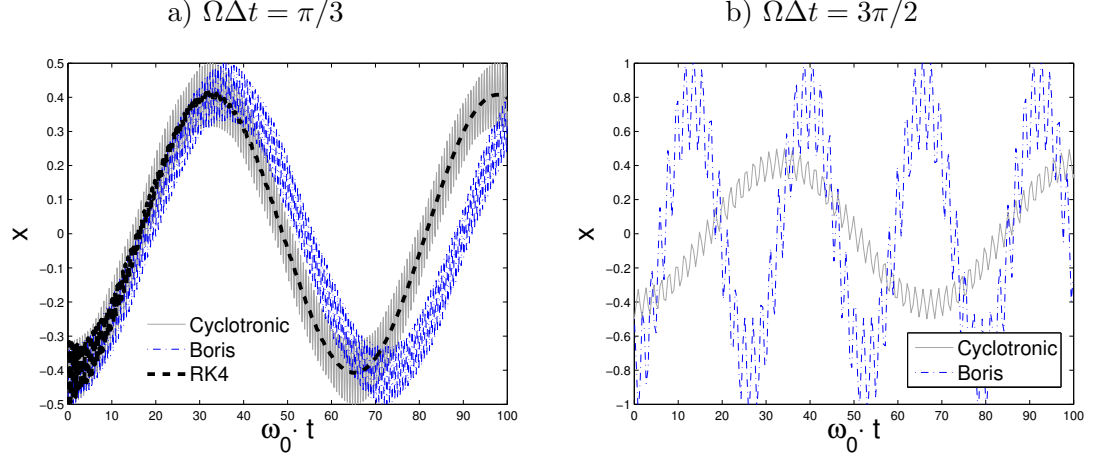 a) ΩΔt = π/3
b) ΩΔt = 3π/2
0.5
0.4
0.3
0.2
0.1
0
−0.1
−0.2
−0.3
−0.4
−0.5
x
Cyclotronic
Boris
RK4
0 10 20 30 40 50 60 70 80 90 100
ω₀· t
1
0.8
0.6
0.4
0.2
0
−0.2
−0.4
−0.6
−0.8
−1
x
Cyclotronic
Boris
0 10 20 30 40 50 60 70 80 90 100
ω₀· t